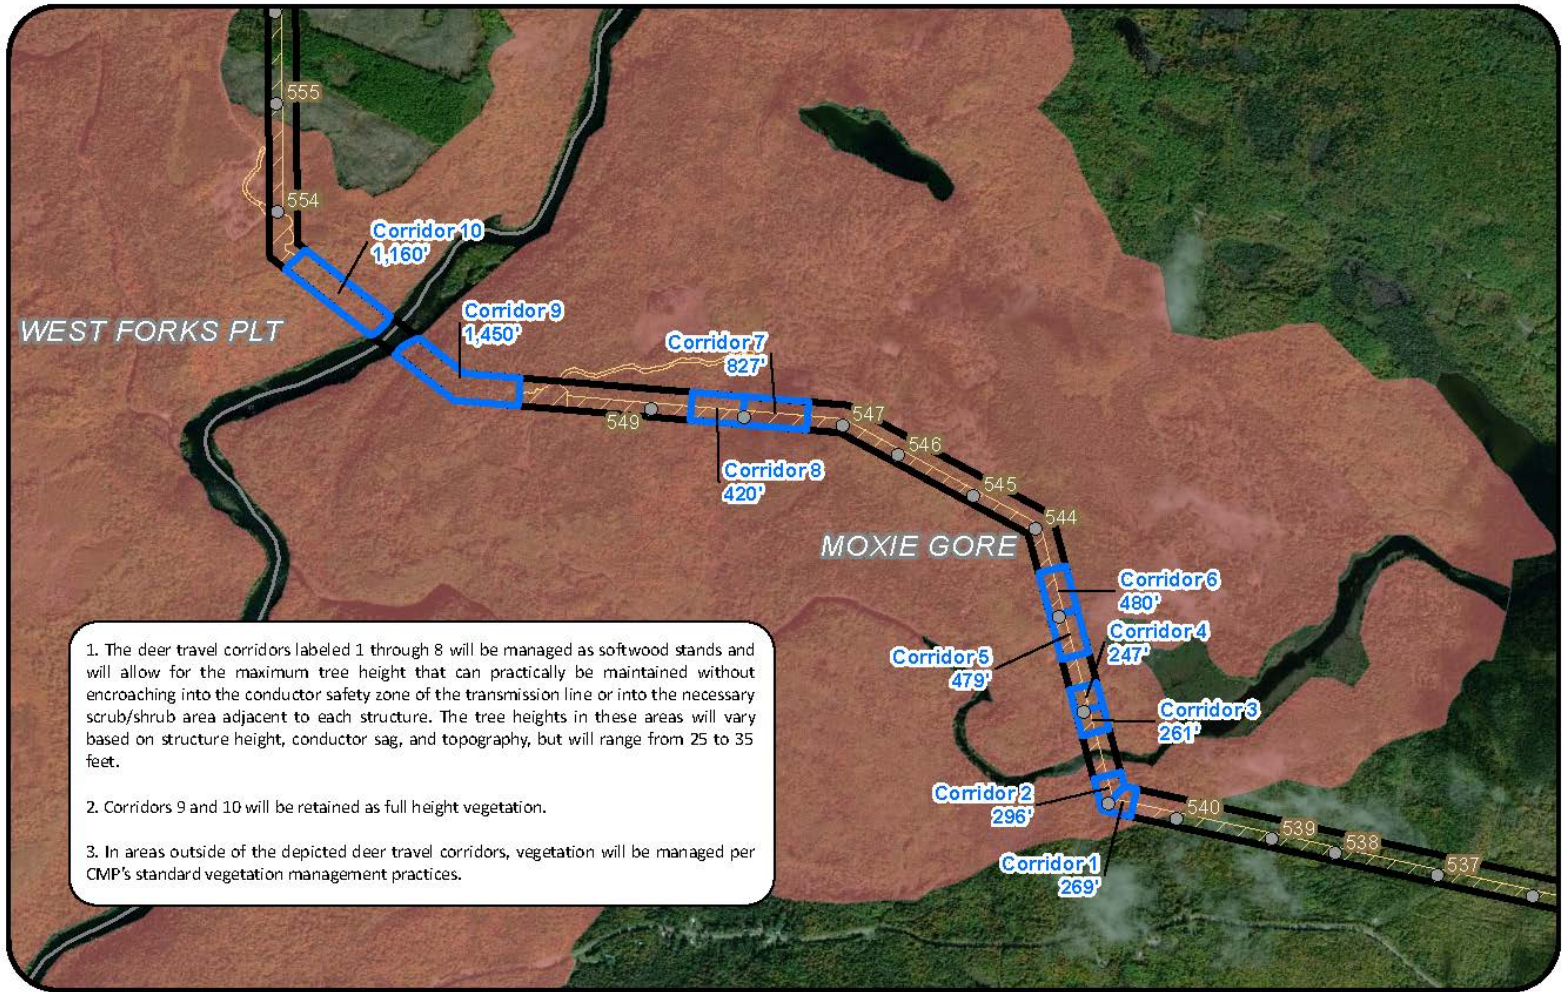 555
554
Corridor 10
1,160'
Corridor 9
1,450'
WEST FORKS PLT
Corridor 7
827'
549
547
546
Corridor 8
420'
545
544
MOXIE GORE
Corridor 6
480'
Corridor 4
247'
Corridor 5
479'
Corridor 3
261'
Corridor 2
296'
540
539
538
537
Corridor 1
269'
1. The deer travel corridors labeled 1 through 8 will be managed as softwood stands and
will allow for the maximum tree height that can practically be maintained without
encroaching into the conductor safety zone of the transmission line or into the necessary
scrub/shrub area adjacent to each structure. The tree heights in these areas will vary
based on structure height, conductor sag, and topography, but will range from 25 to 35
feet.
2. Corridors 9 and 10 will be retained as full height vegetation.
3. In areas outside of the depicted deer travel corridors, vegetation will be managed per
CMP's standard vegetation management practices.